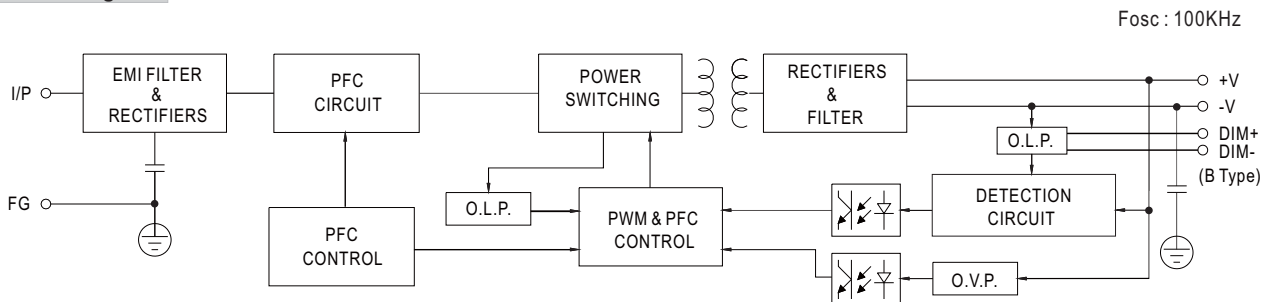 Fosc : 100KHz
I/P
EMI FILTER
&
RECTIFIERS
PFC
CIRCUIT
POWER
SWITCHING
RECTIFIERS
&
FILTER
+V
-V
DIM+
DIM-
(B Type)
O.L.P.
DETECTION
CIRCUIT
FG
O.L.P.
PFC
CONTROL
PWM & PFC
CONTROL
O.V.P.